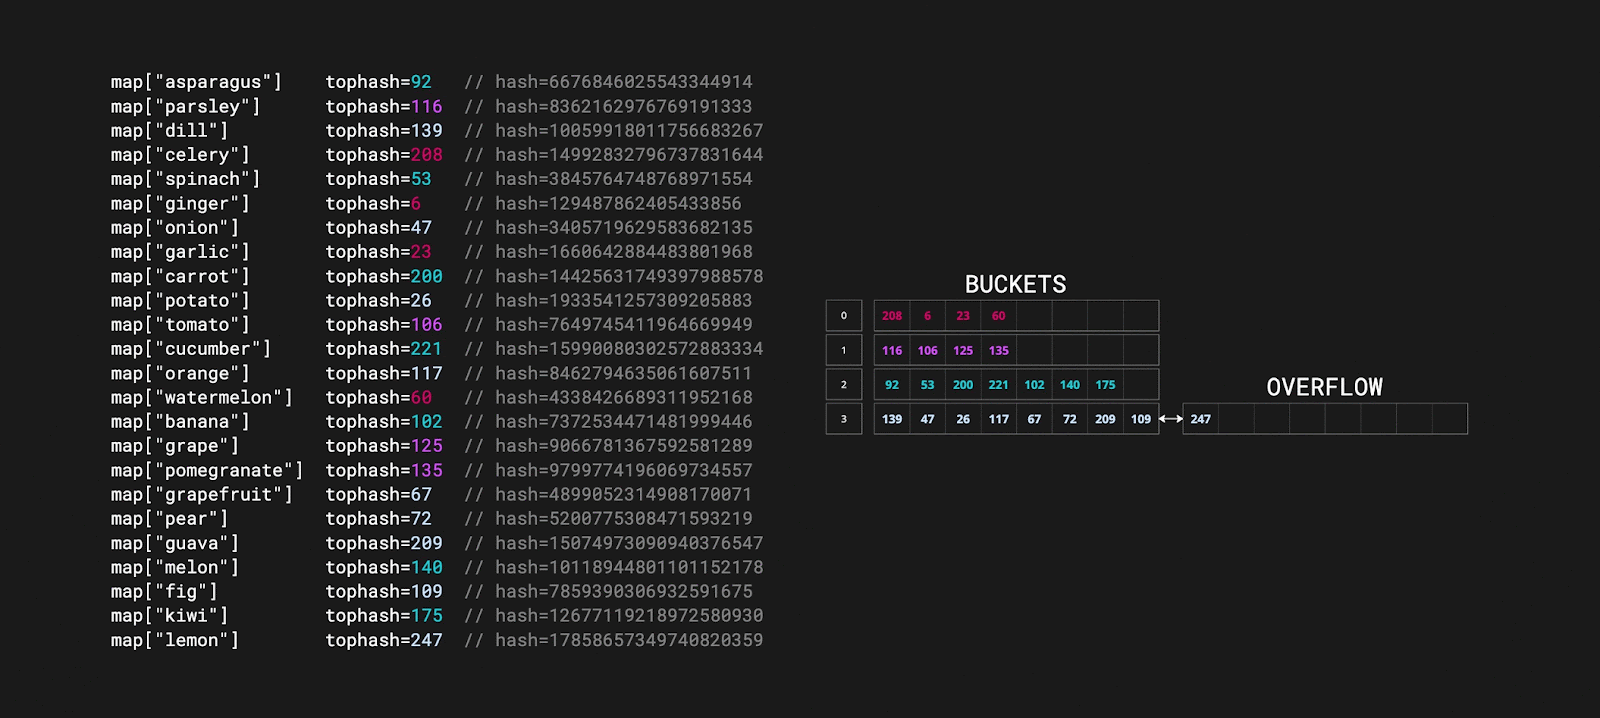 map["asparagus"] tophash=92 // hash=6676846025543344914
map["parsley"] tophash=116 // hash=8362162976769191333
map["dill"] tophash=139 // hash=10059918011756683267
map["celery"] tophash=208 // hash=14992832796737831644
map["spinach"] tophash=53 // hash=3845764748768971554
map["ginger"] tophash=6 // hash=129487862405433856
map["onion"] tophash=47 // hash=3405719629583682135
map["garlic"] tophash=23 // hash=1660642884483801968
map["carrot"] tophash=200 // hash=14425631749397988578
map["potato"] tophash=26 // hash=1933541257309205883
map["tomato"] tophash=106 // hash=7649745411964669949
map["cucumber"] tophash=221 // hash=15990080302572883334
map["orange"] tophash=117 // hash=8462794635061607511
map["watermelon"] tophash=60 // hash=4338426689311952168
map["banana"] tophash=102 // hash=7372534471481999446
map["grape"] tophash=125 // hash=9066781367592581289
map["pomegranate"] tophash=135 // hash=9799774196069734557
map["grapefruit"] tophash=67 // hash=4899052314908170071
map["pear"] tophash=72 // hash=5200775308471593219
map["guava"] tophash=209 // hash=15074973090940376547
map["melon"] tophash=140 // hash=10118944801101152178
map["fig"] tophash=109 // hash=7859390306932591675
map["kiwi"] tophash=175 // hash=12677119218972580930
map["lemon"] tophash=247 // hash=17858657349740820359
BUCKETS
0 208 6 23 60
1 116 106 125 135
2 92 53 200 221 102 140 175
OVERFLOW
3 139 47 26 117 67 72 209 109 247